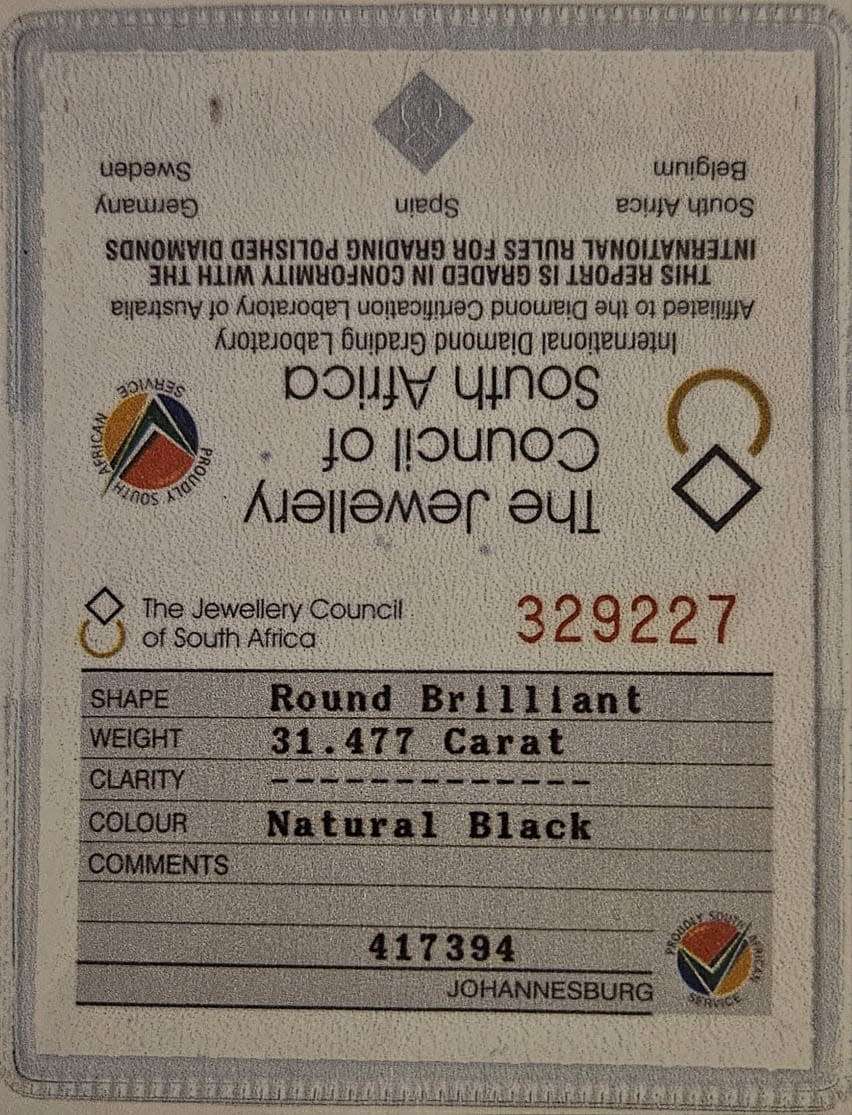 The Jewellery
Council of
South Africa
International Diamond Grading Laboratory
Affiliated to the Diamond Certification Laboratory of Australia
THIS REPORT IS GRADED IN CONFORMITY WITH THE
INTERNATIONAL RULES FOR GRADING POLISHED DIAMONDS
South Africa Spain Germany
Belgium Sweden
PROUDLY SOUTH AFRICAN
SERVICE
The Jewellery Council
of South Africa
329227
SHAPE Round Brilliant
WEIGHT 31.477 Carat
CLARITY -------------
COLOUR Natural Black
COMMENTS
417394
JOHANNESBURG
PROUDLY SOUTH AFRICAN
SERVICE